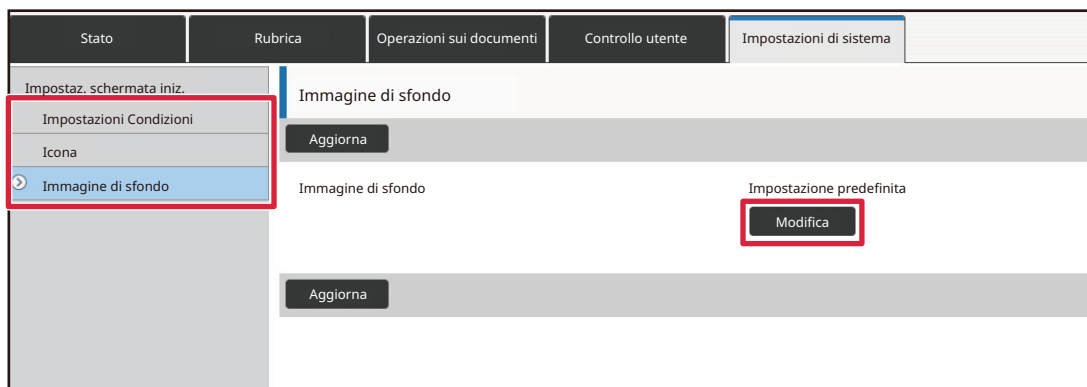 Stato
Rubrica
Operazioni sui documenti
Controllo utente
Impostazioni di sistema
Impostaz. schermata iniz.
Impostazioni Condizioni
Icona
Immagine di sfondo
Immagine di sfondo
Aggiorna
Immagine di sfondo
Impostazione predefinita
Modifica
Aggiorna